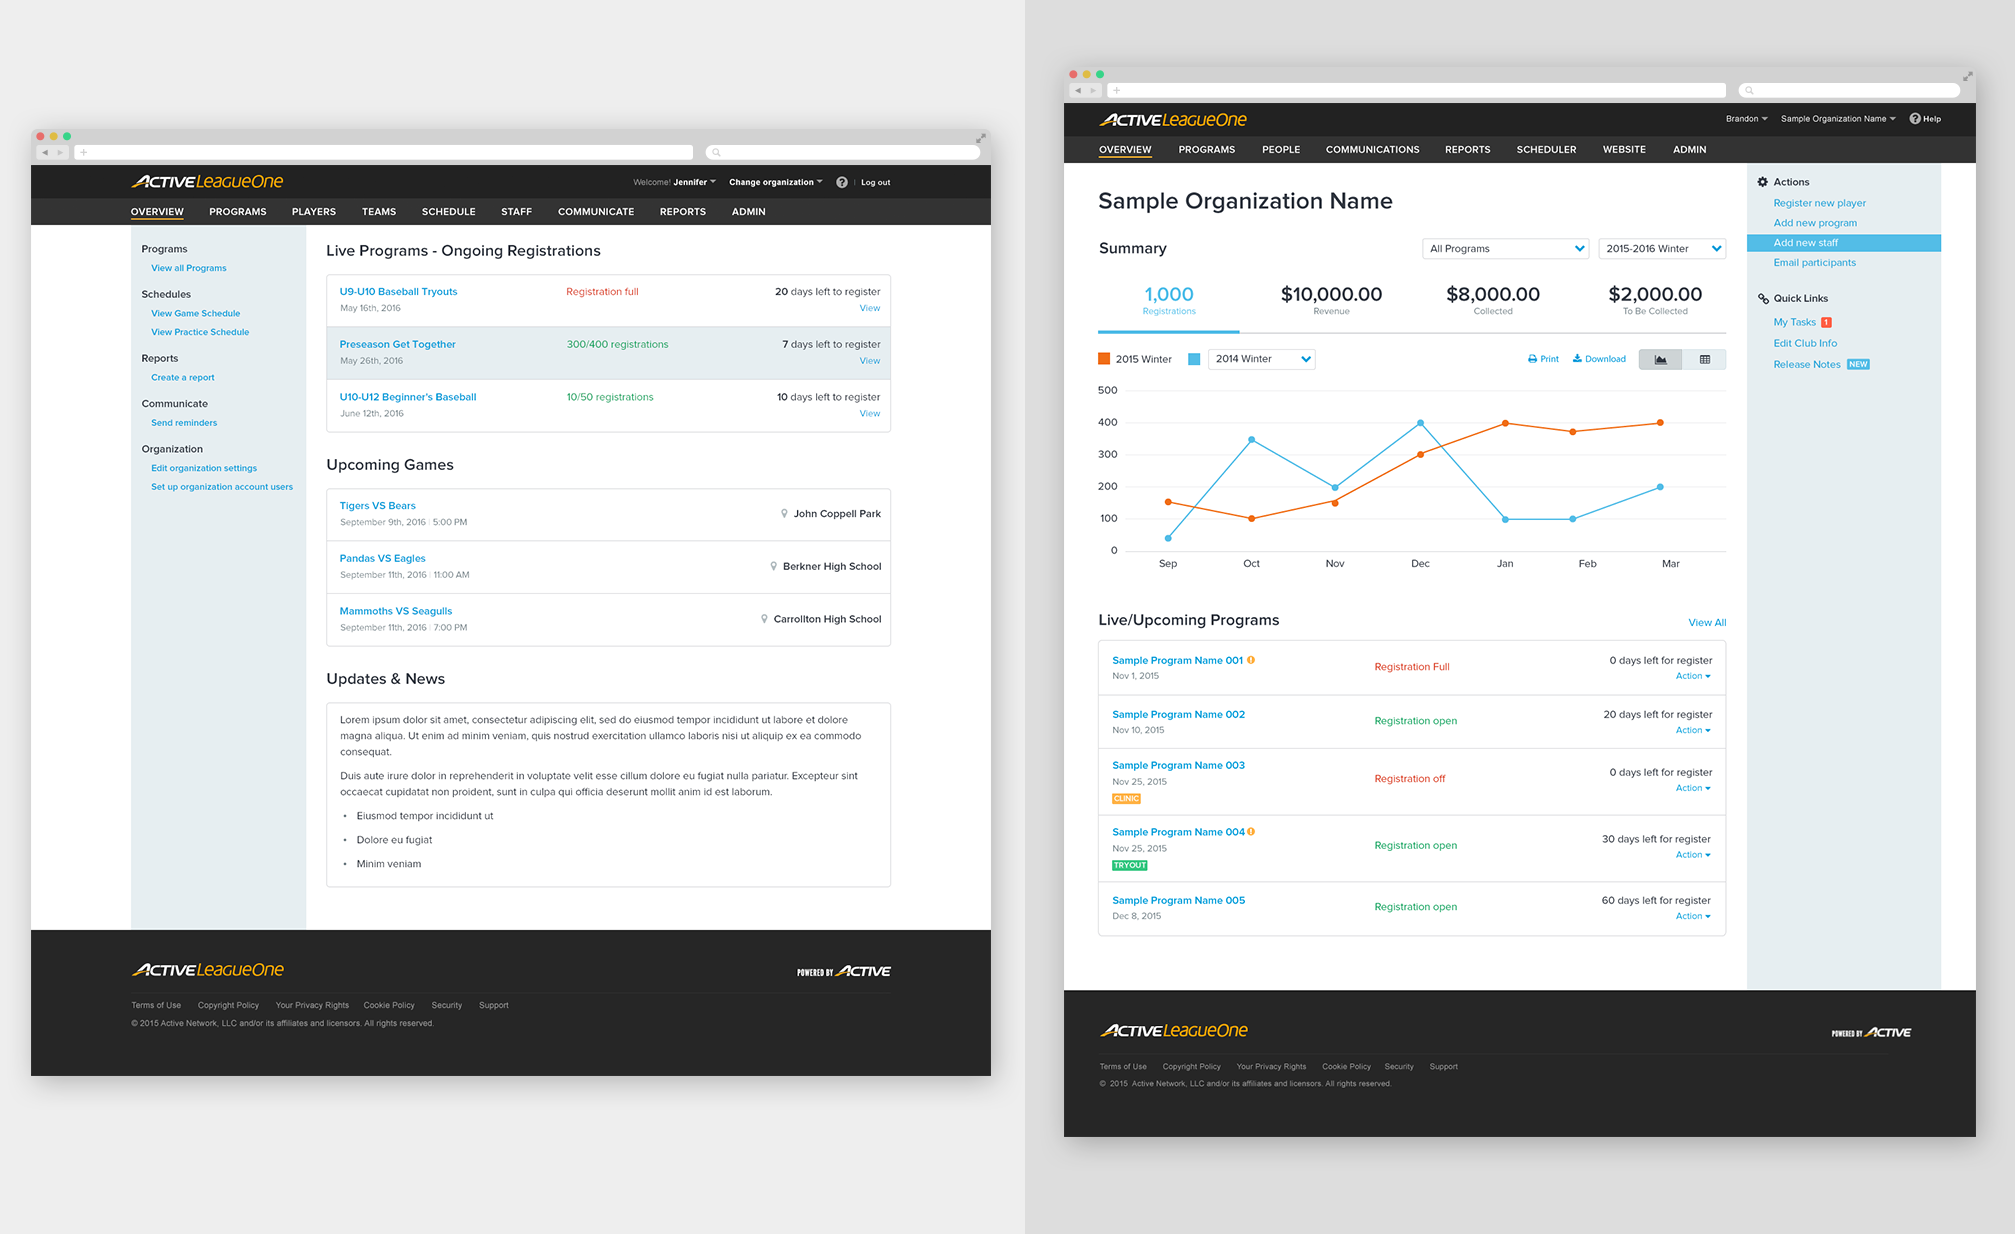 ACTIVE LeagueOne
Welcome! Jennifer
Change organization
?
Log out
OVERVIEW PROGRAMS PLAYERS TEAMS SCHEDULE STAFF COMMUNICATE REPORTS ADMIN
Programs
View all Programs
Schedules
View Game Schedule
View Practice Schedule
Reports
Create a report
Communicate
Send reminders
Organization
Edit organization settings
Set up organization account users
Live Programs - Ongoing Registrations
U9-U10 Baseball Tryouts Registration full 20 days left to register
May 16th, 2016 View
Preseason Get Together 300/400 registrations 7 days left to register
May 26th, 2016 View
U10-U12 Beginner's Baseball 10/50 registrations 10 days left to register
June 12th, 2016 View
Upcoming Games
Tigers VS Bears
September 9th, 2016 | 5:00 PM
John Coppell Park
Pandas VS Eagles
September 11th, 2016 | 11:00 AM
Berkner High School
Mammoths VS Seagulls
September 11th, 2016 | 7:00 PM
Carrollton High School
Updates & News
Lorem ipsum dolor sit amet, consectetur adipiscing elit, sed do eiusmod tempor incididunt ut labore et dolore
magna aliqua. Ut enim ad minim veniam, quis nostrud exercitation ullamco laboris nisi ut aliquip ex ea commodo
consequat.
Duis aute irure dolor in reprehenderit in voluptate velit esse cillum dolore eu fugiat nulla pariatur. Excepteur sint
occaecat cupidatat non proident, sunt in culpa qui officia deserunt mollit anim id est laborum.
• Eiusmod tempor incididunt ut
• Dolore eu fugiat
• Minim veniam
ACTIVE LeagueOne
POWERED BY ACTIVE
Terms of Use Copyright Policy Your Privacy Rights Cookie Policy Security Support
© 2015 Active Network, LLC and/or its affiliates and licensors. All rights reserved.
ACTIVE LeagueOne
Brandon
Sample Organization Name
? Help
OVERVIEW PROGRAMS PEOPLE COMMUNICATIONS REPORTS SCHEDULER WEBSITE ADMIN
Sample Organization Name
Summary
All Programs
2015-2016 Winter
1,000 $10,000.00 $8,000.00 $2,000.00
Registrations Revenue Collected To Be Collected
2015 Winter
2014 Winter
Print
Download
500
400
300
200
100
0
Sep Oct Nov Dec Jan Feb Mar
Live/Upcoming Programs
View All
Sample Program Name 001 ! Registration Full 0 days left for register
Nov 1, 2015 Action
Sample Program Name 002 Registration open 20 days left for register
Nov 10, 2015 Action
Sample Program Name 003 Registration off 0 days left for register
Nov 25, 2015 Action
CLINIC
Sample Program Name 004 ! Registration open 30 days left for register
Nov 25, 2015 Action
TRYOUT
Sample Program Name 005 Registration open 60 days left for register
Dec 8, 2015 Action
Actions
Register new player
Add new program
Add new staff
Email participants
Quick Links
My Tasks 1
Edit Club Info
Release Notes NEW
ACTIVE LeagueOne
POWERED BY ACTIVE
Terms of Use Copyright Policy Your Privacy Rights Cookie Policy Security Support
© 2015 Active Network, LLC and/or its affiliates and licensors. All rights reserved.